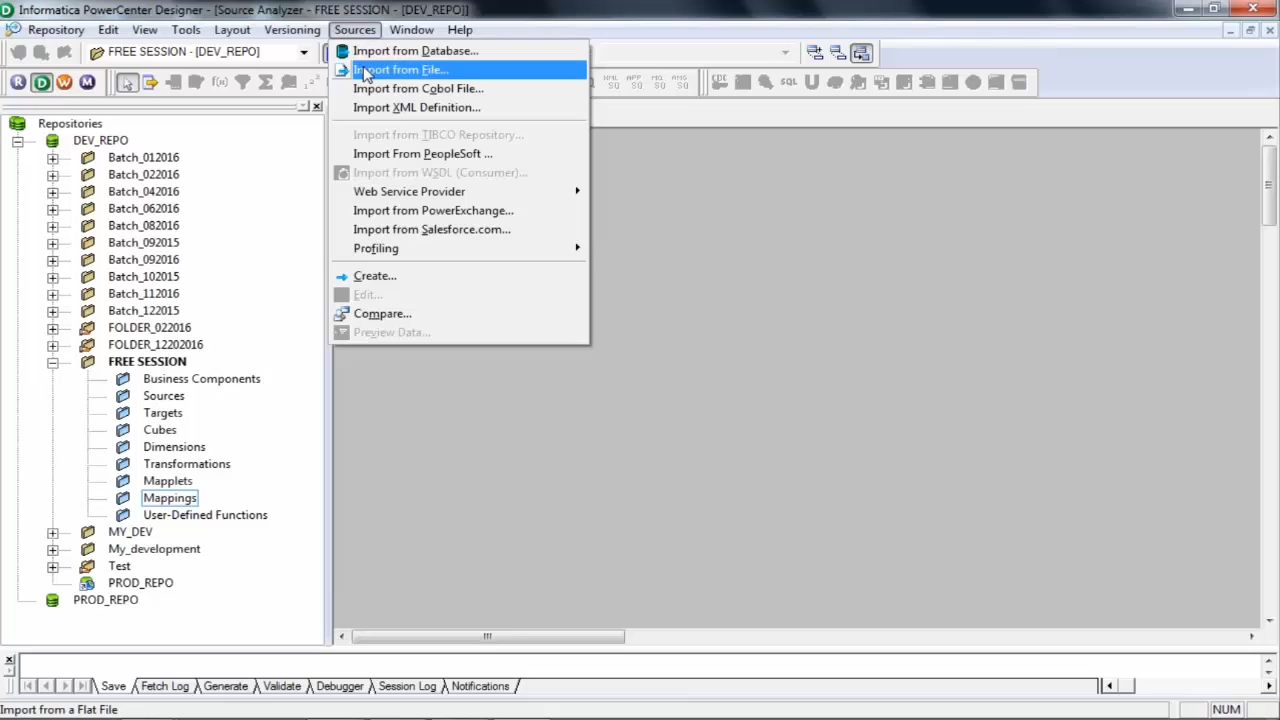 Informatica PowerCenter Designer - [Source Analyzer - FREE SESSION - [DEV_REPO]]
Repository Edit View Tools Layout Versioning Sources Window Help
FREE SESSION - [DEV_REPO]
Import from Database...
Import from File...
Import from Cobol File...
Import XML Definition...
Import from TIBCO Repository...
Import From PeopleSoft ...
Import from WSDL (Consumer)...
Web Service Provider
Import from PowerExchange...
Import from Salesforce.com...
Profiling
Create...
Edit...
Compare...
Preview Data...
Repositories
DEV_REPO
Batch_012016
Batch_022016
Batch_042016
Batch_062016
Batch_082016
Batch_092015
Batch_092016
Batch_102015
Batch_112016
Batch_122015
FOLDER_022016
FOLDER_12202016
FREE SESSION
Business Components
Sources
Targets
Cubes
Dimensions
Transformations
Mapplets
Mappings
User-Defined Functions
MY_DEV
My_development
Test
PROD_REPO
PROD_REPO
Save Fetch Log Generate Validate Debugger Session Log Notifications
Import from a Flat File NUM